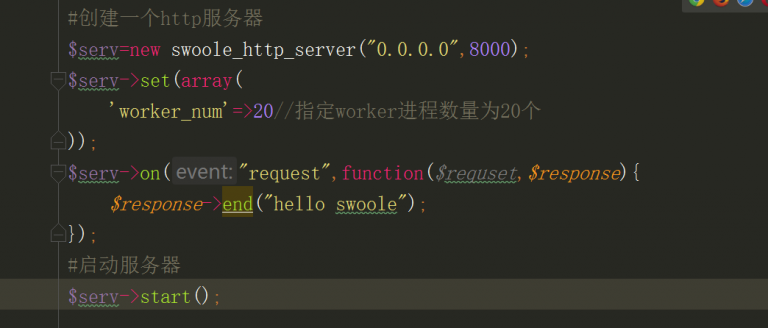 #创建一个http服务器
$serv=new swoole_http_server("0.0.0.0",8000);
$serv->set(array(
'worker_num'=>20//指定worker进程数量为20个
));
$serv->on(event:"request",function($requset,$response){
$response->end("hello swoole");
});
#启动服务器
$serv->start();